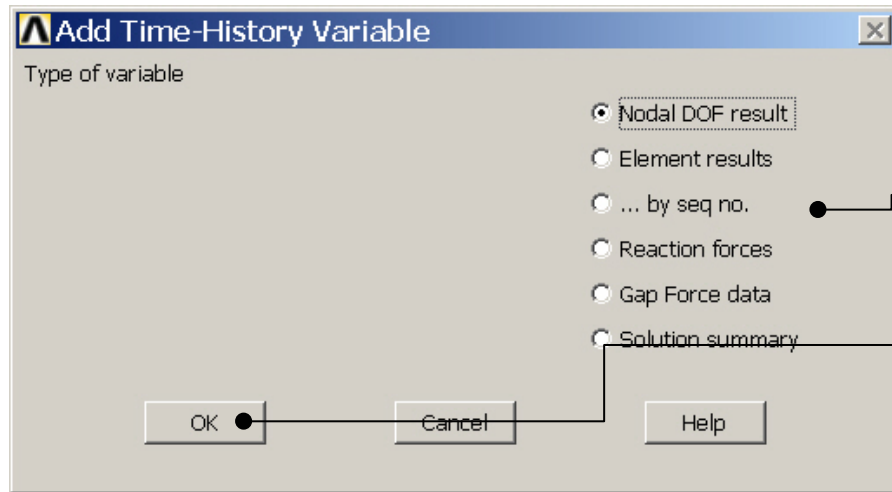 Add Time-History Variable
Type of variable
Nodal DOF result
Element results
... by seq no.
Reaction forces
Gap Force data
Solution summary
OK Cancel Help